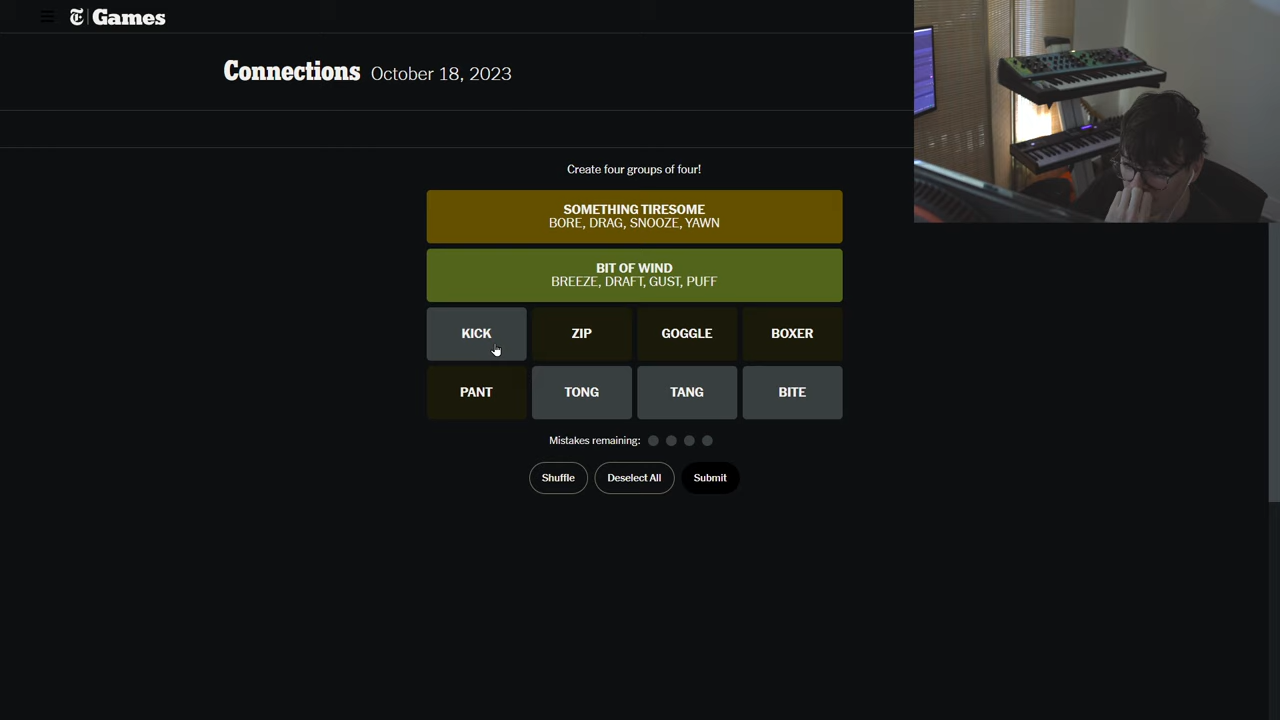 Games
Connections October 18, 2023
Create four groups of four!
SOMETHING TIRESOME
BORE, DRAG, SNOOZE, YAWN
BIT OF WIND
BREEZE, DRAFT, GUST, PUFF
KICK ZIP GOGGLE BOXER
PANT TONG TANG BITE
Mistakes remaining:
Shuffle Deselect All Submit